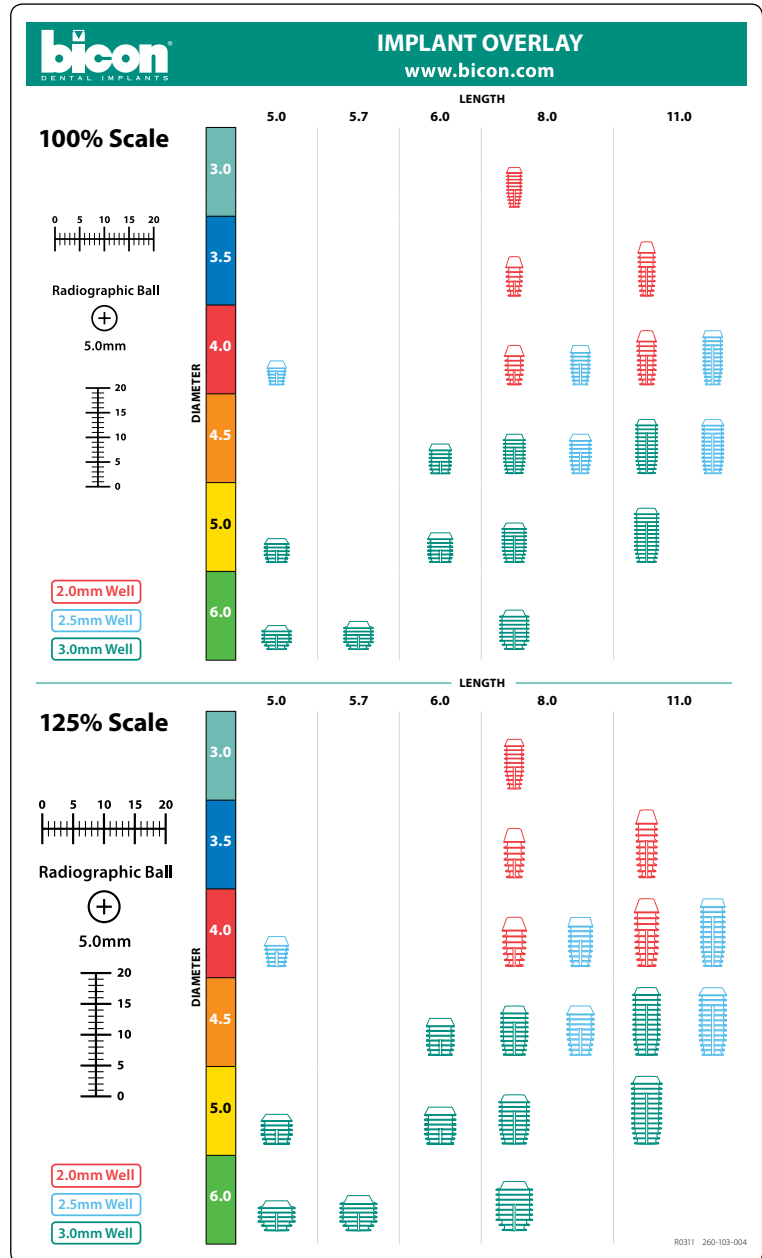 bicon®
DENTAL IMPLANTS
IMPLANT OVERLAY
www.bicon.com
LENGTH
5.0 5.7 6.0 8.0 11.0
100% Scale
0 5 10 15 20
Radiographic Ball
5.0mm
20
15
10
5
0
DIAMETER
3.0
3.5
4.0
4.5
5.0
6.0
2.0mm Well
2.5mm Well
3.0mm Well
LENGTH
5.0 5.7 6.0 8.0 11.0
125% Scale
0 5 10 15 20
Radiographic Ball
5.0mm
20
15
10
5
0
DIAMETER
3.0
3.5
4.0
4.5
5.0
6.0
2.0mm Well
2.5mm Well
3.0mm Well
R0311 260-103-004